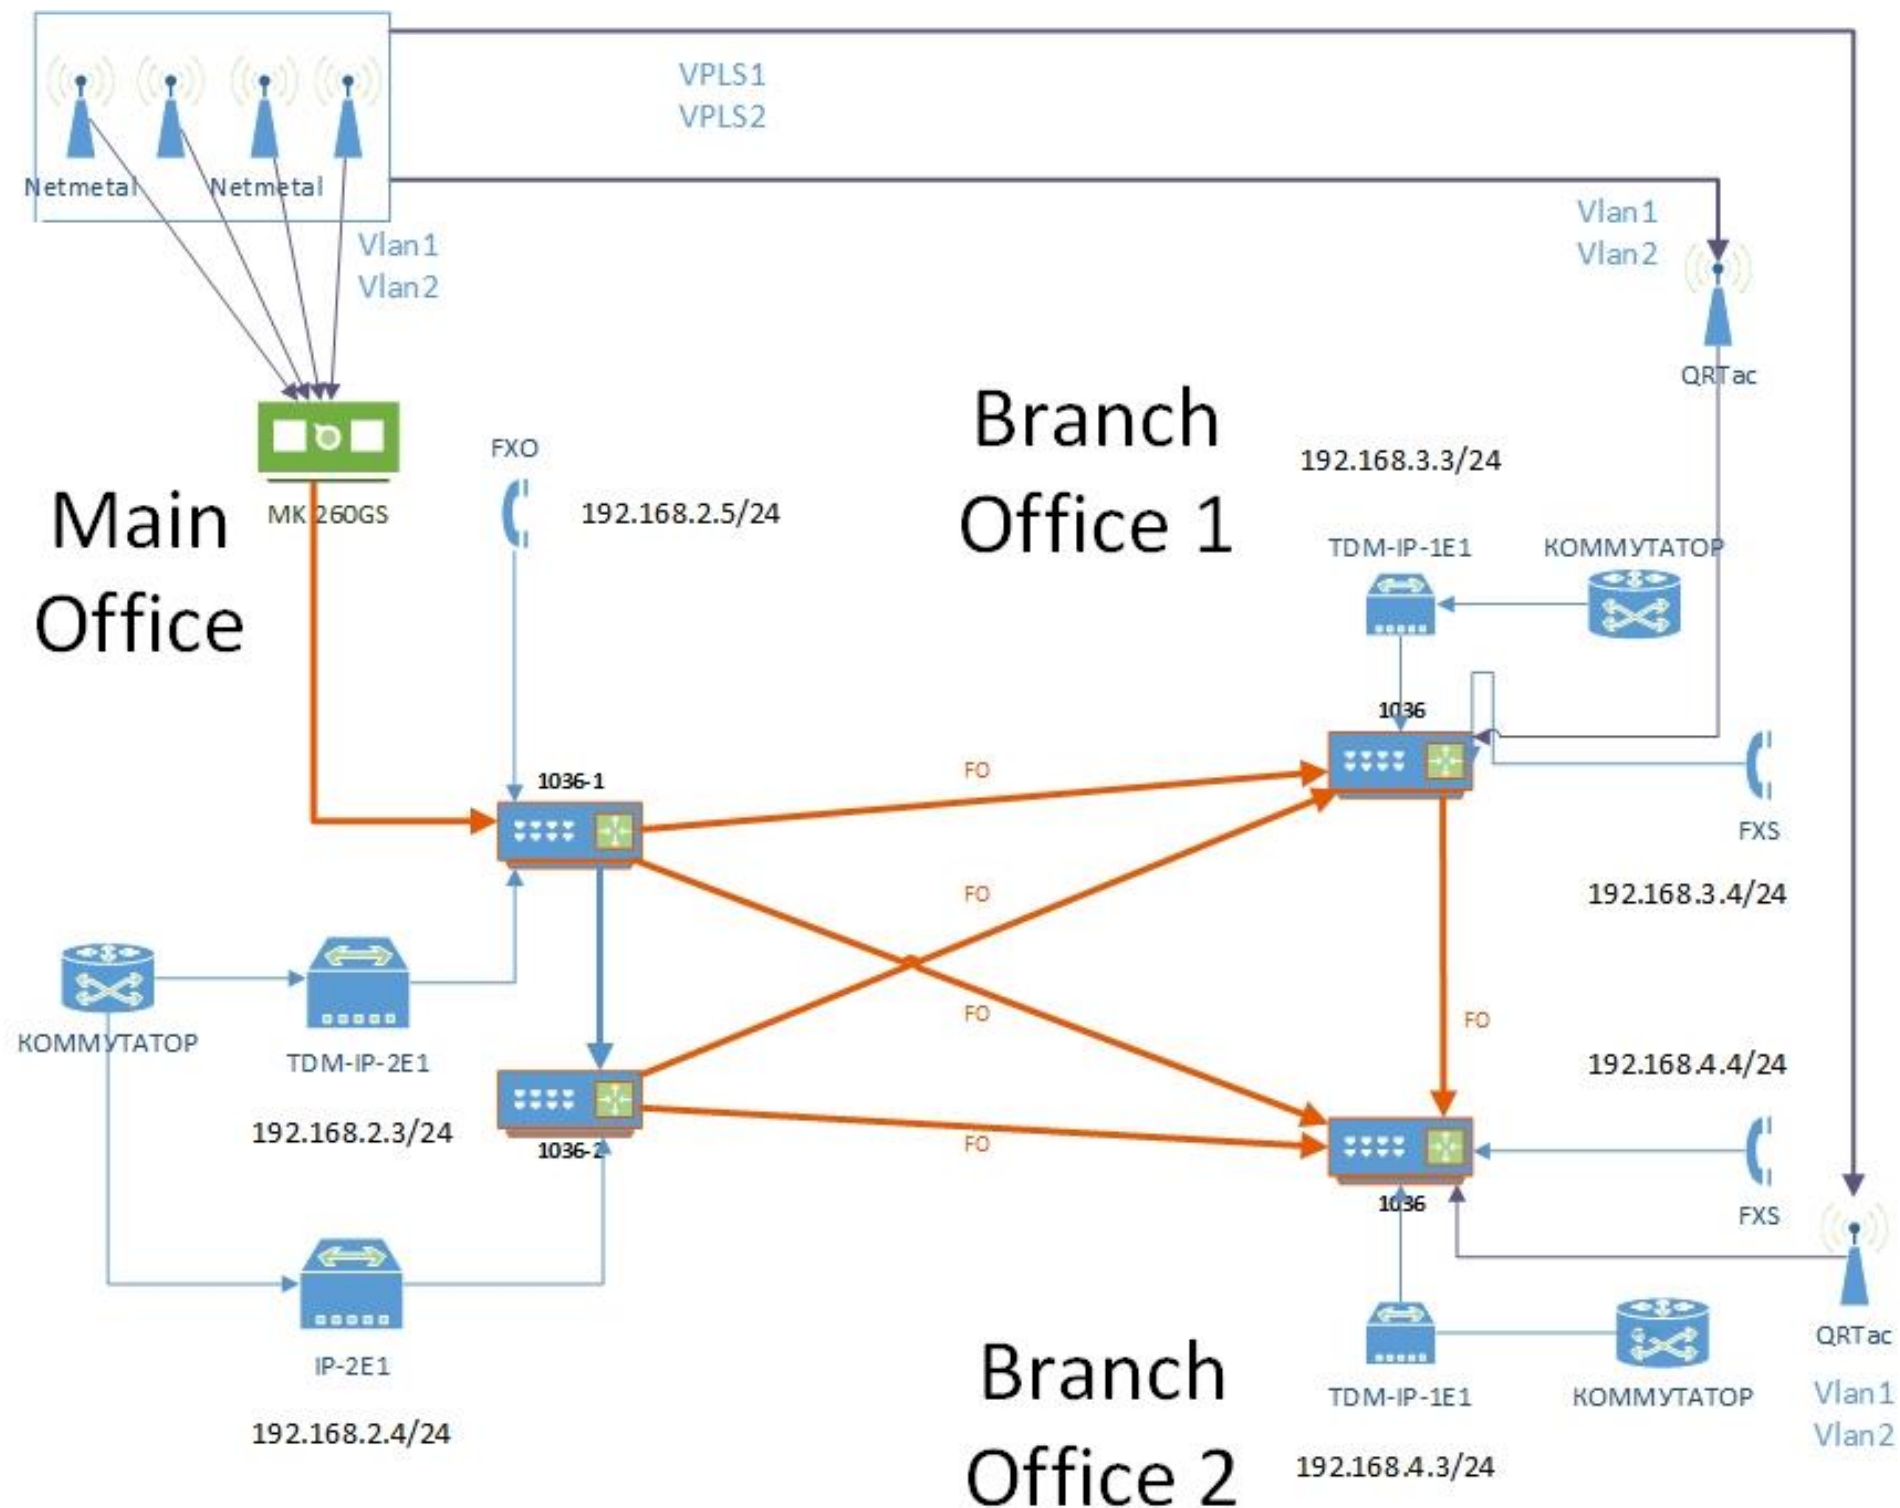 VPLS1
VPLS2
Netmetal
Netmetal
Vlan1
Vlan2
Vlan1
Vlan2
QRTac
Main
Office
MK 260GS
FXO
192.168.2.5/24
Branch
Office 1
192.168.3.3/24
TDM-IP-1E1
КОММУТАТОР
1036
FXS
192.168.3.4/24
1036-1
FO
FO
FO
FO
FO
КОММУТАТОР
TDM-IP-2E1
192.168.2.3/24
1036-2
IP-2E1
192.168.2.4/24
192.168.4.4/24
1036
FXS
Branch
Office 2
TDM-IP-1E1
КОММУТАТОР
192.168.4.3/24
QRTac
Vlan1
Vlan2